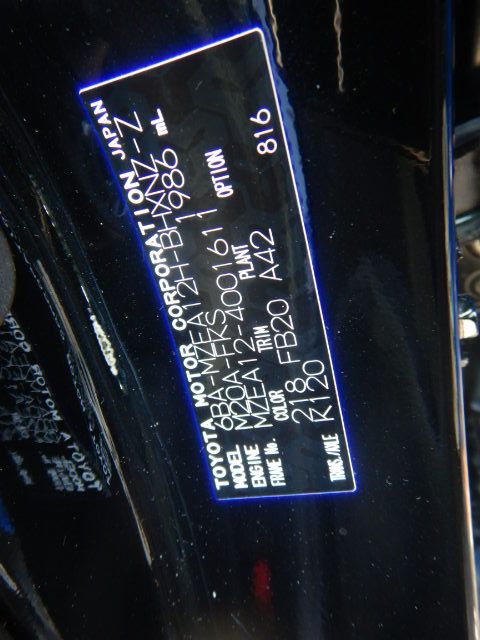 TOYOTA MOTOR CORPORATION JAPAN
MODEL 6BA-MZEA12H-BHXNZ-Z
ENGINE M20A-FKS 1986 mL
FRAME No. MZEA12-4001611
COLOR TRIM PLANT OPTION
218 FB20 A42 816
TRANS./AXLE K120
TOYOT